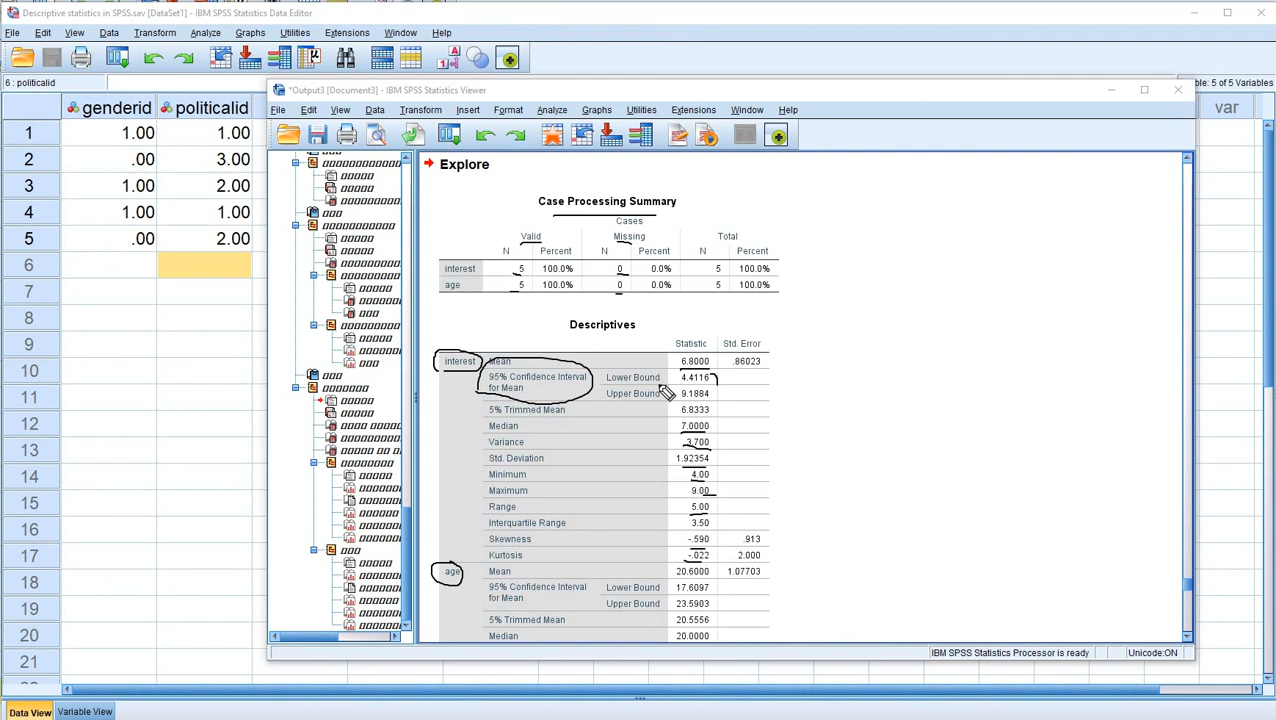 Descriptive statistics in SPSS.sav [DataSet1] - IBM SPSS Statistics Data Editor
File Edit View Data Transform Analyze Graphs Utilities Extensions Window Help
6 : politicalid
ble: 5 of 5 Variables
genderid politicalid var
1 1.00 1.00
2 .00 3.00
3 1.00 2.00
4 1.00 1.00
5 .00 2.00
6
7
8
9
10
11
12
13
14
15
16
17
18
19
20
21
Data View Variable View
*Output3 [Document3] - IBM SPSS Statistics Viewer
File Edit View Data Transform Insert Format Analyze Graphs Utilities Extensions Window Help
Explore
Case Processing Summary
Cases
Valid Missing Total
N Percent N Percent N Percent
interest 5 100.0% 0 0.0% 5 100.0%
age 5 100.0% 0 0.0% 5 100.0%
Descriptives
Statistic Std. Error
interest Mean 6.8000 .86023
95% Confidence Interval for Mean Lower Bound 4.4116
Upper Bound 9.1884
5% Trimmed Mean 6.8333
Median 7.0000
Variance 3.700
Std. Deviation 1.92354
Minimum 4.00
Maximum 9.00
Range 5.00
Interquartile Range 3.50
Skewness -.590 .913
Kurtosis -.022 2.000
age Mean 20.6000 1.07703
95% Confidence Interval for Mean Lower Bound 17.6097
Upper Bound 23.5903
5% Trimmed Mean 20.5556
Median 20.0000
IBM SPSS Statistics Processor is ready Unicode:ON